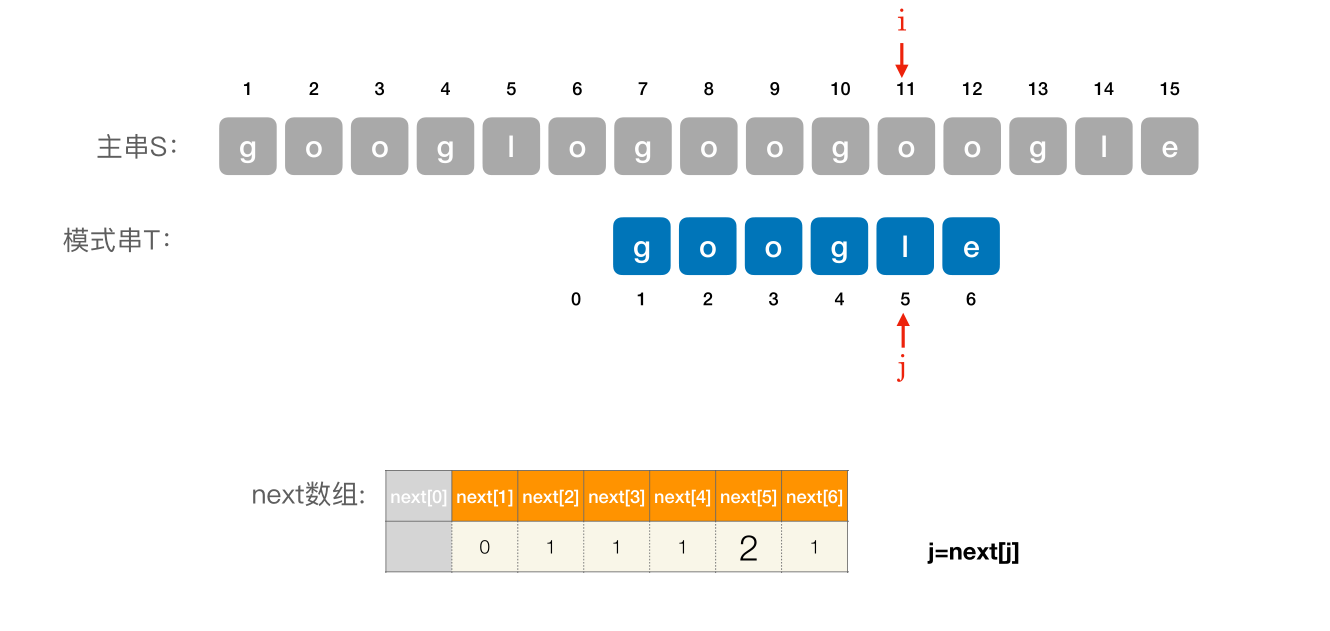 i
1 2 3 4 5 6 7 8 9 10 11 12 13 14 15
主串S: g o o g l o g o o g o o g l e
模式串T: g o o g l e
0 1 2 3 4 5 6
j
next数组: next[0] next[1] next[2] next[3] next[4] next[5] next[6]
0 1 1 1 2 1
j=next[j]